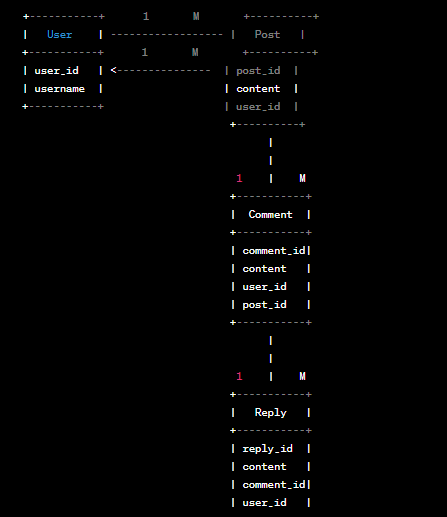 +-----------+      1       M       +----------+
|   User    | ------------------ |   Post   |
+-----------+      1       M       +----------+
| user_id   | <--------------- | post_id  |
| username  |                    | content  |
+-----------+                    | user_id  |
+----------+
|
|
1    |    M
+-----------+
|  Comment  |
+-----------+
| comment_id|
| content   |
| user_id   |
| post_id   |
+-----------+
|
|
1    |    M
+-----------+
|   Reply   |
+-----------+
| reply_id  |
| content   |
| comment_id|
| user_id   |